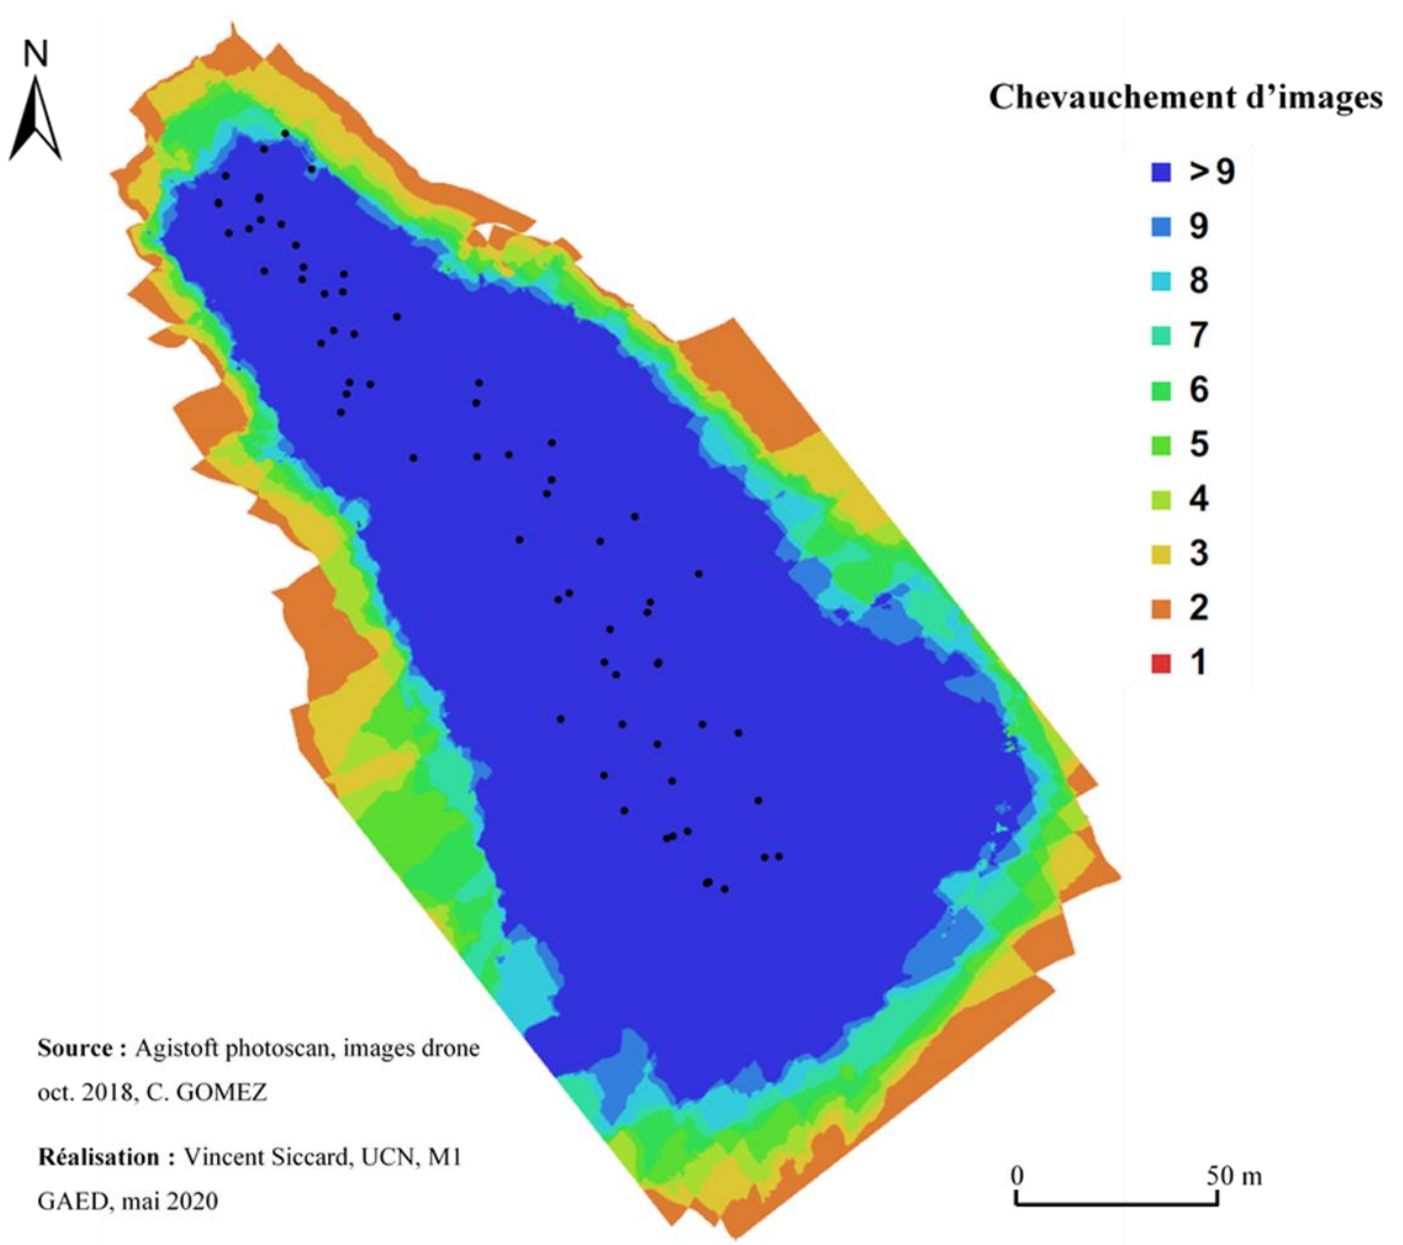 N
Chevauchement d’images
> 9
9
8
7
6
5
4
3
2
1
Source : Agistoft photoscan, images drone
oct. 2018, C. GOMEZ
Réalisation : Vincent Siccard, UCN, M1
GAED, mai 2020
0 50 m